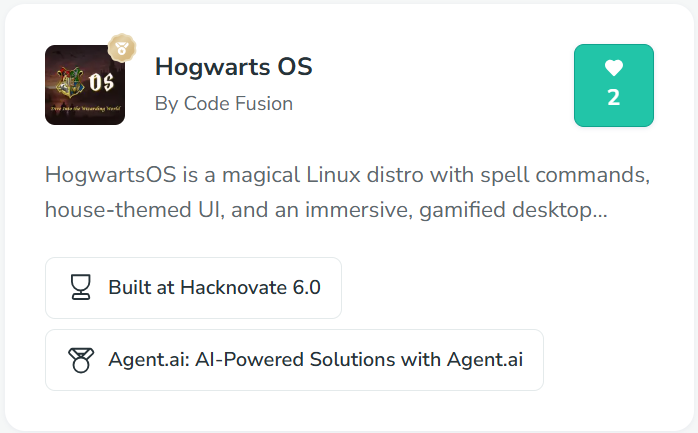 OS
Dive Into the Wizarding World
Hogwarts OS
By Code Fusion
2
HogwartsOS is a magical Linux distro with spell commands,
house-themed UI, and an immersive, gamified desktop...
Built at Hacknovate 6.0
Agent.ai: AI-Powered Solutions with Agent.ai